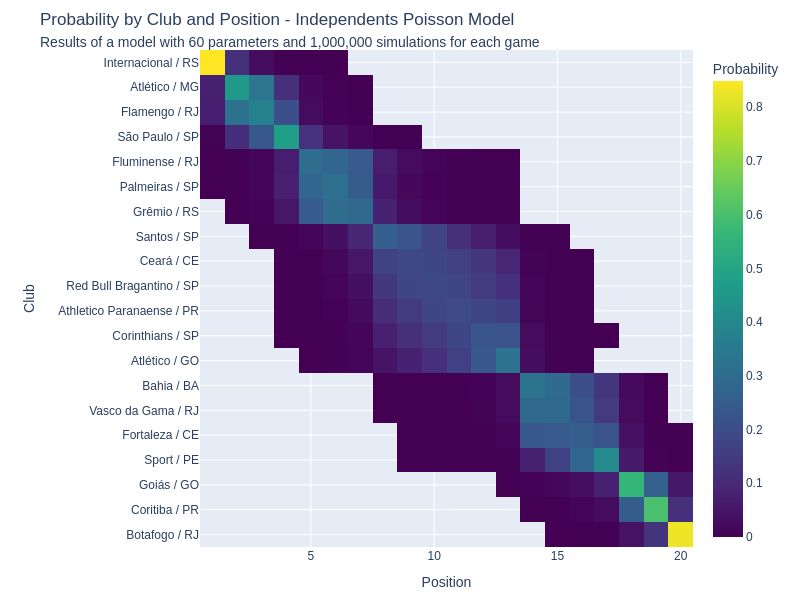 Probability by Club and Position - Independents Poisson Model
Results of a model with 60 parameters and 1,000,000 simulations for each game
Internacional / RS
Atlético / MG
Flamengo / RJ
São Paulo / SP
Fluminense / RJ
Palmeiras / SP
Grêmio / RS
Santos / SP
Ceará / CE
Red Bull Bragantino / SP
Athletico Paranaense / PR
Corinthians / SP
Atlético / GO
Bahia / BA
Vasco da Gama / RJ
Fortaleza / CE
Sport / PE
Goiás / GO
Coritiba / PR
Botafogo / RJ
Club
5
10
15
20
Position
Probability
0.8
0.7
0.6
0.5
0.4
0.3
0.2
0.1
0